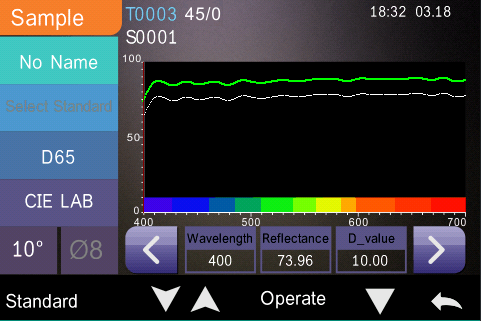 Sample
T0003 45/0
18:32 03.18
S0001
No Name
Select Standard
D65
CIE LAB
10° Ø8
100
50
0
400 500 600 700
Wavelength Reflectance D_value
400 73.96 10.00
Standard Operate